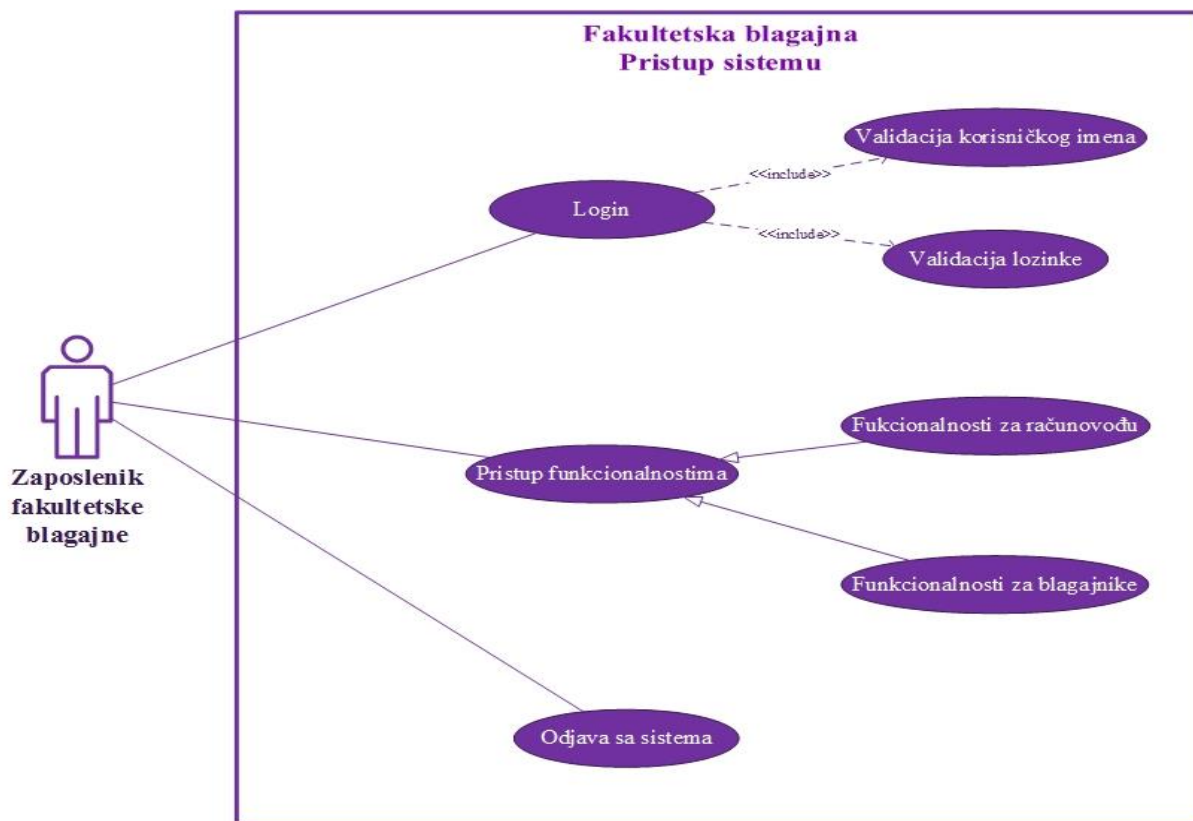 Fakultetska blagajna
Pristup sistemu
Validacija korisničkog imena
<<include>>
Login
<<include>>
Validacija lozinke
Zaposlenik
fakultetske
blagajne
Fukcionalnosti za računovođu
Pristup funkcionalnostima
Funkcionalnosti za blagajnike
Odjava sa sistema